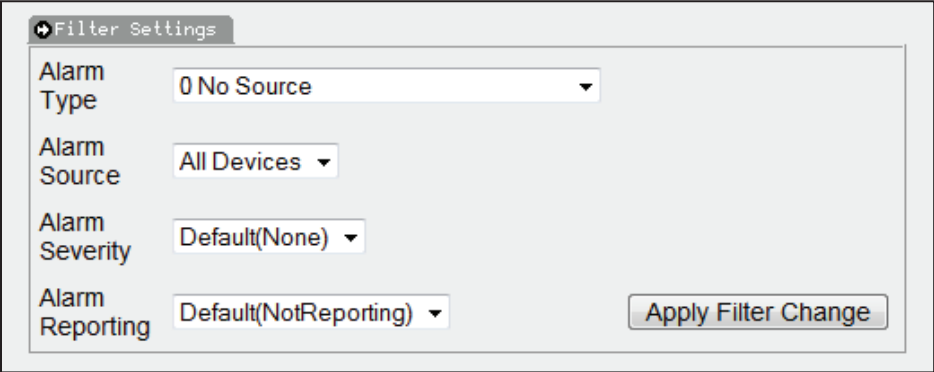 Filter Settings
Alarm
Type
0 No Source
Alarm
Source
All Devices
Alarm
Severity
Default(None)
Alarm
Reporting
Default(NotReporting)
Apply Filter Change